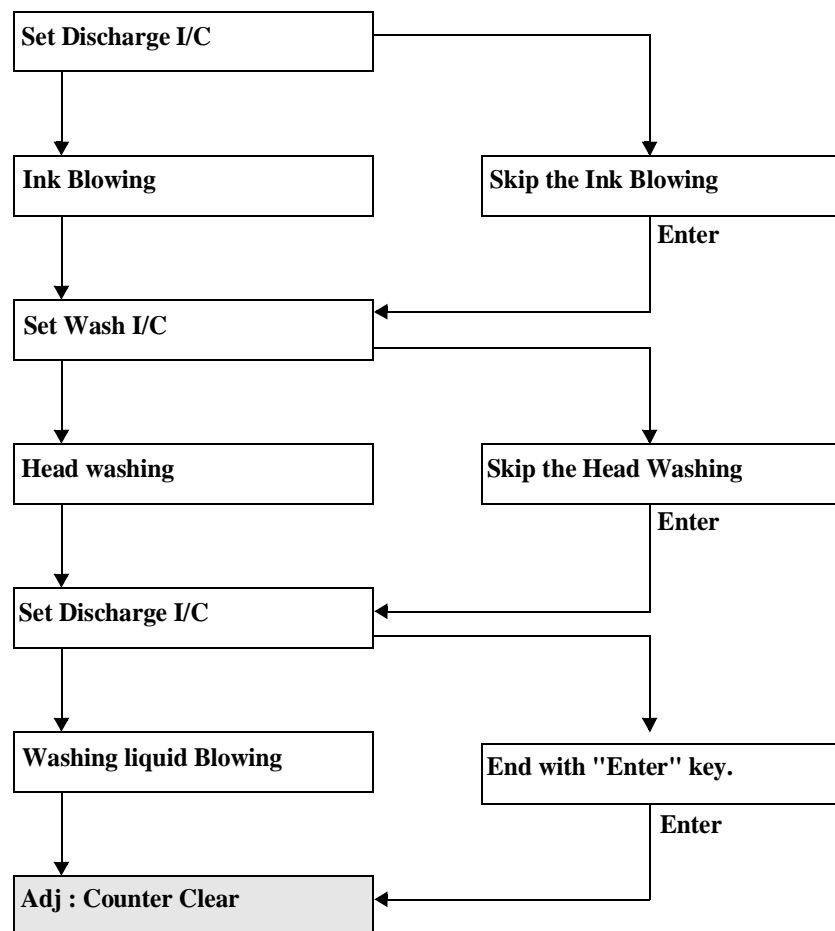 Set Discharge I/C
Ink Blowing
Skip the Ink Blowing
Enter
Set Wash I/C
Head washing
Skip the Head Washing
Enter
Set Discharge I/C
Washing liquid Blowing
End with "Enter" key.
Enter
Adj : Counter Clear